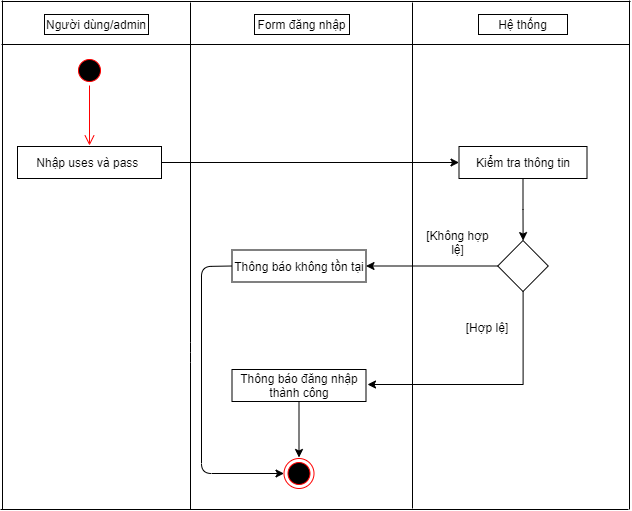 Người dùng/admin
Form đăng nhập
Hệ thống
Nhập uses và pass
Kiểm tra thông tin
[Không hợp
lệ]
Thông báo không tồn tại
[Hợp lệ]
Thông báo đăng nhập
thành công